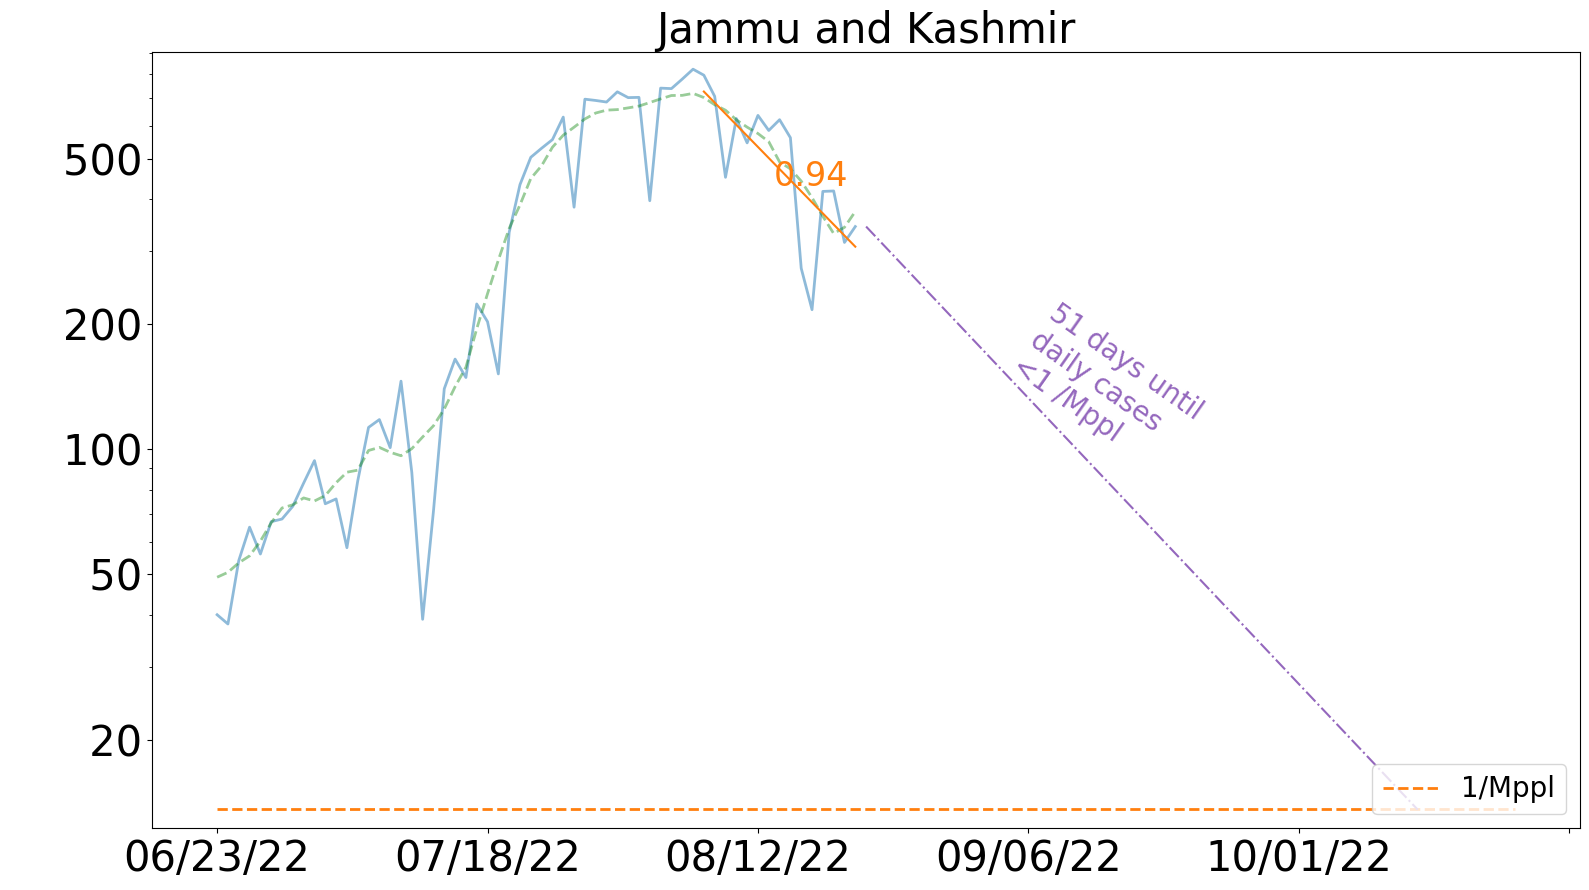 Jammu and Kashmir
500
200
100
50
20
0.94
51 days until
daily cases
<1 /Mppl
1/Mppl
06/23/22
07/18/22
08/12/22
09/06/22
10/01/22